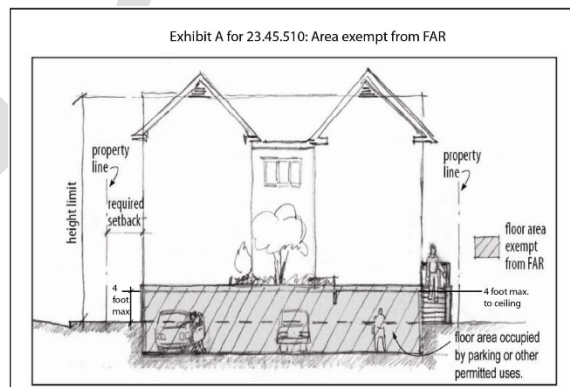 Exhibit A for 23.45.510: Area exempt from FAR
height limit
property
line
required
setback
property
line
floor area
exempt
from FAR
4
foot
max
4 foot max.
to ceiling
floor area occupied
by parking or other
permitted uses.